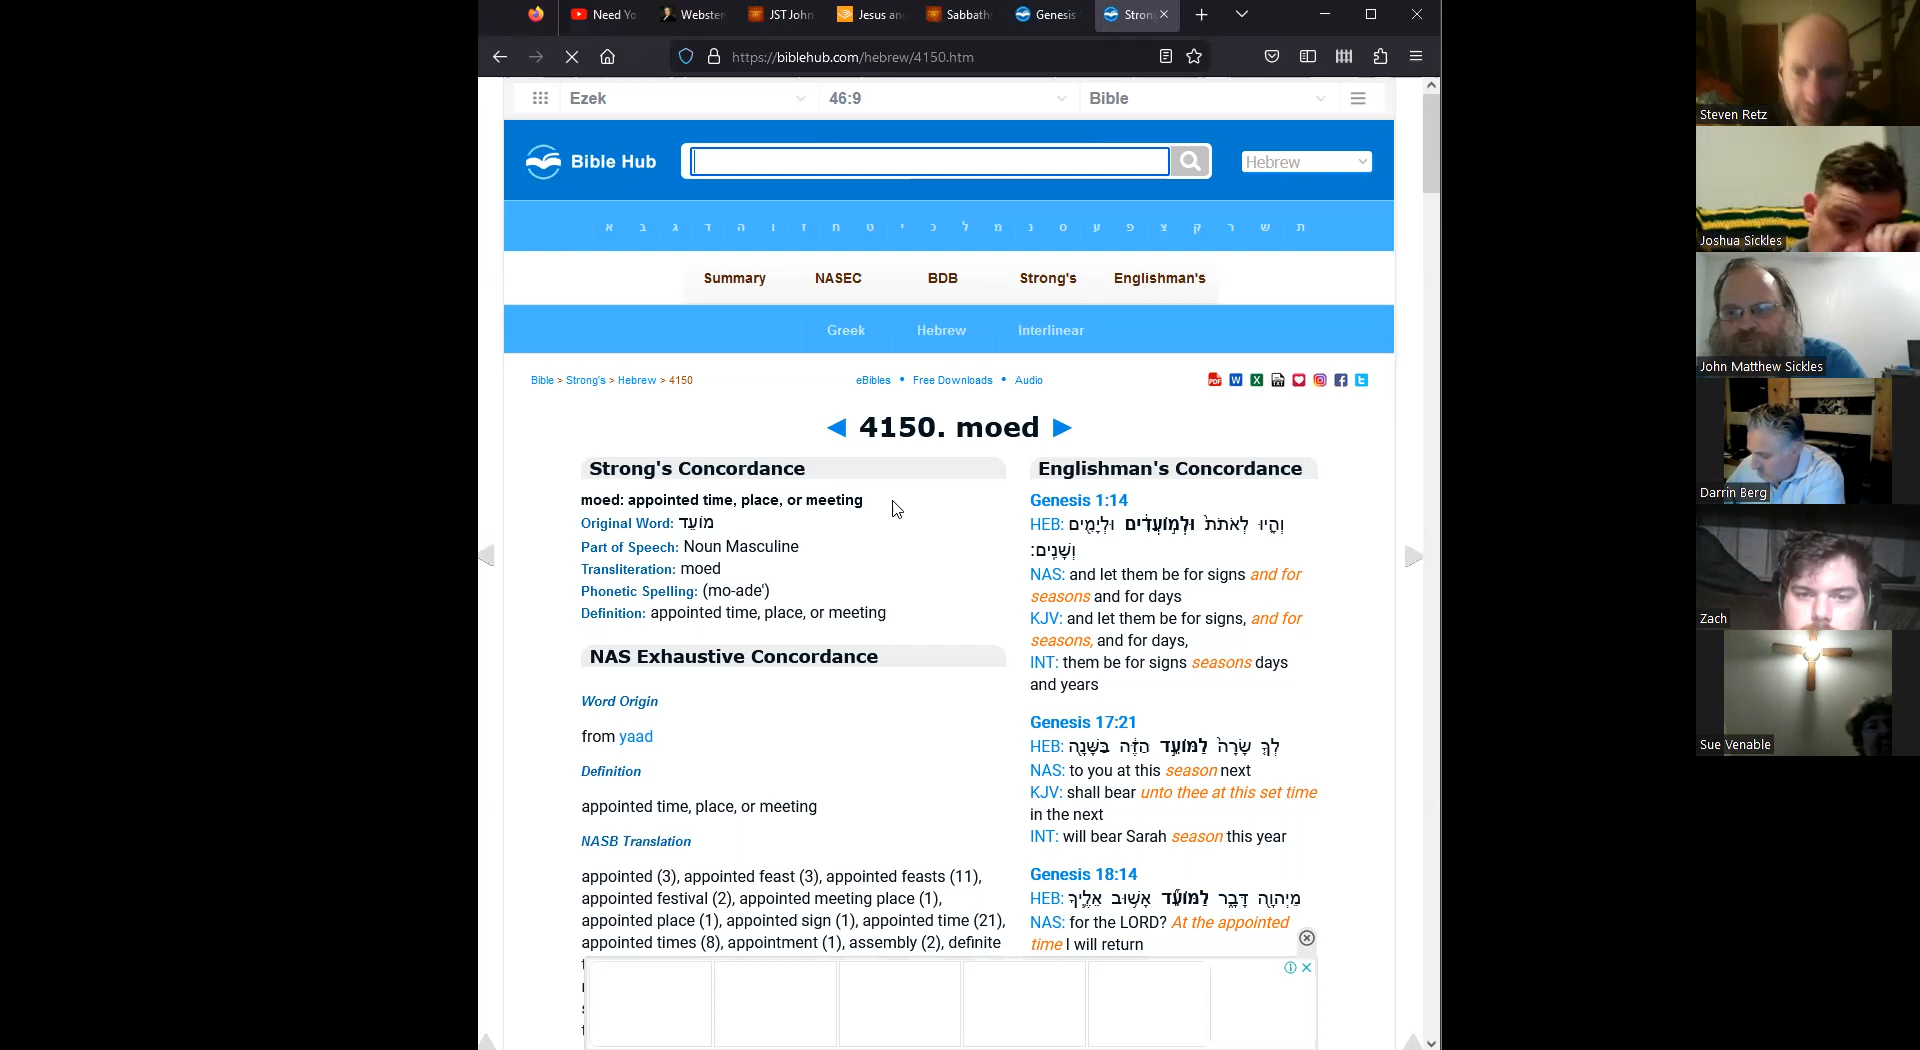 Need Yo
Webster
JST John
Jesus an
Sabbath
Genesis
Stron
https://biblehub.com/hebrew/4150.htm
Ezek
46:9
Bible
Bible Hub
Hebrew
א ב ג ד ה ו ז ח ט י כ ל מ נ ס ע פ צ ק ר ש ת
Summary NASEC BDB Strong's Englishman's
Greek Hebrew Interlinear
Bible > Strong's > Hebrew > 4150
eBibles • Free Downloads • Audio
◄ 4150. moed ►
Strong's Concordance
moed: appointed time, place, or meeting
Original Word: מוֹעֵד
Part of Speech: Noun Masculine
Transliteration: moed
Phonetic Spelling: (mo-ade')
Definition: appointed time, place, or meeting
NAS Exhaustive Concordance
Word Origin
from yaad
Definition
appointed time, place, or meeting
NASB Translation
appointed (3), appointed feast (3), appointed feasts (11),
appointed festival (2), appointed meeting place (1),
appointed place (1), appointed sign (1), appointed time (21),
appointed times (8), appointment (1), assembly (2), definite
Englishman's Concordance
Genesis 1:14
HEB: וְהָי֤וּ לְאֹתֹת֙ וּלְמ֣וֹעֲדִ֔ים וּלְיָמִ֖ים
וְשָׁנִֽים׃
NAS: and let them be for signs and for
seasons and for days
KJV: and let them be for signs, and for
seasons, and for days,
INT: them be for signs seasons days
and years
Genesis 17:21
HEB: לְךָ֤ שָׂרָה֙ לַמּוֹעֵ֣ד הַזֶּ֔ה בַּשָּׁנָ֖ה
NAS: to you at this season next
KJV: shall bear unto thee at this set time
in the next
INT: will bear Sarah season this year
Genesis 18:14
HEB: מֵיְהוָ֖ה דָּבָ֑ר לַמּוֹעֵ֞ד אָשׁ֥וּב אֵלֶ֛יךָ
NAS: for the LORD? At the appointed
time I will return
Steven Retz
Joshua Sickles
John Matthew Sickles
Darrin Berg
Zach
Sue Venable